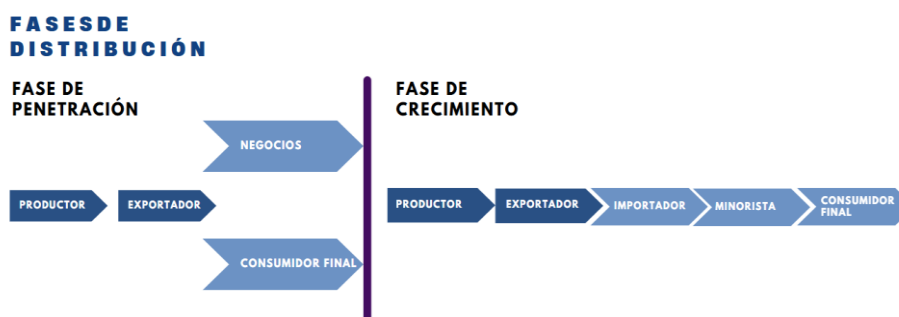 FASESDE
DISTRIBUCIÓN
FASE DE
PENETRACIÓN
NEGOCIOS
PRODUCTOR
EXPORTADOR
CONSUMIDOR FINAL
FASE DE
CRECIMIENTO
PRODUCTOR
EXPORTADOR
IMPORTADOR
MINORISTA
CONSUMIDOR
FINAL